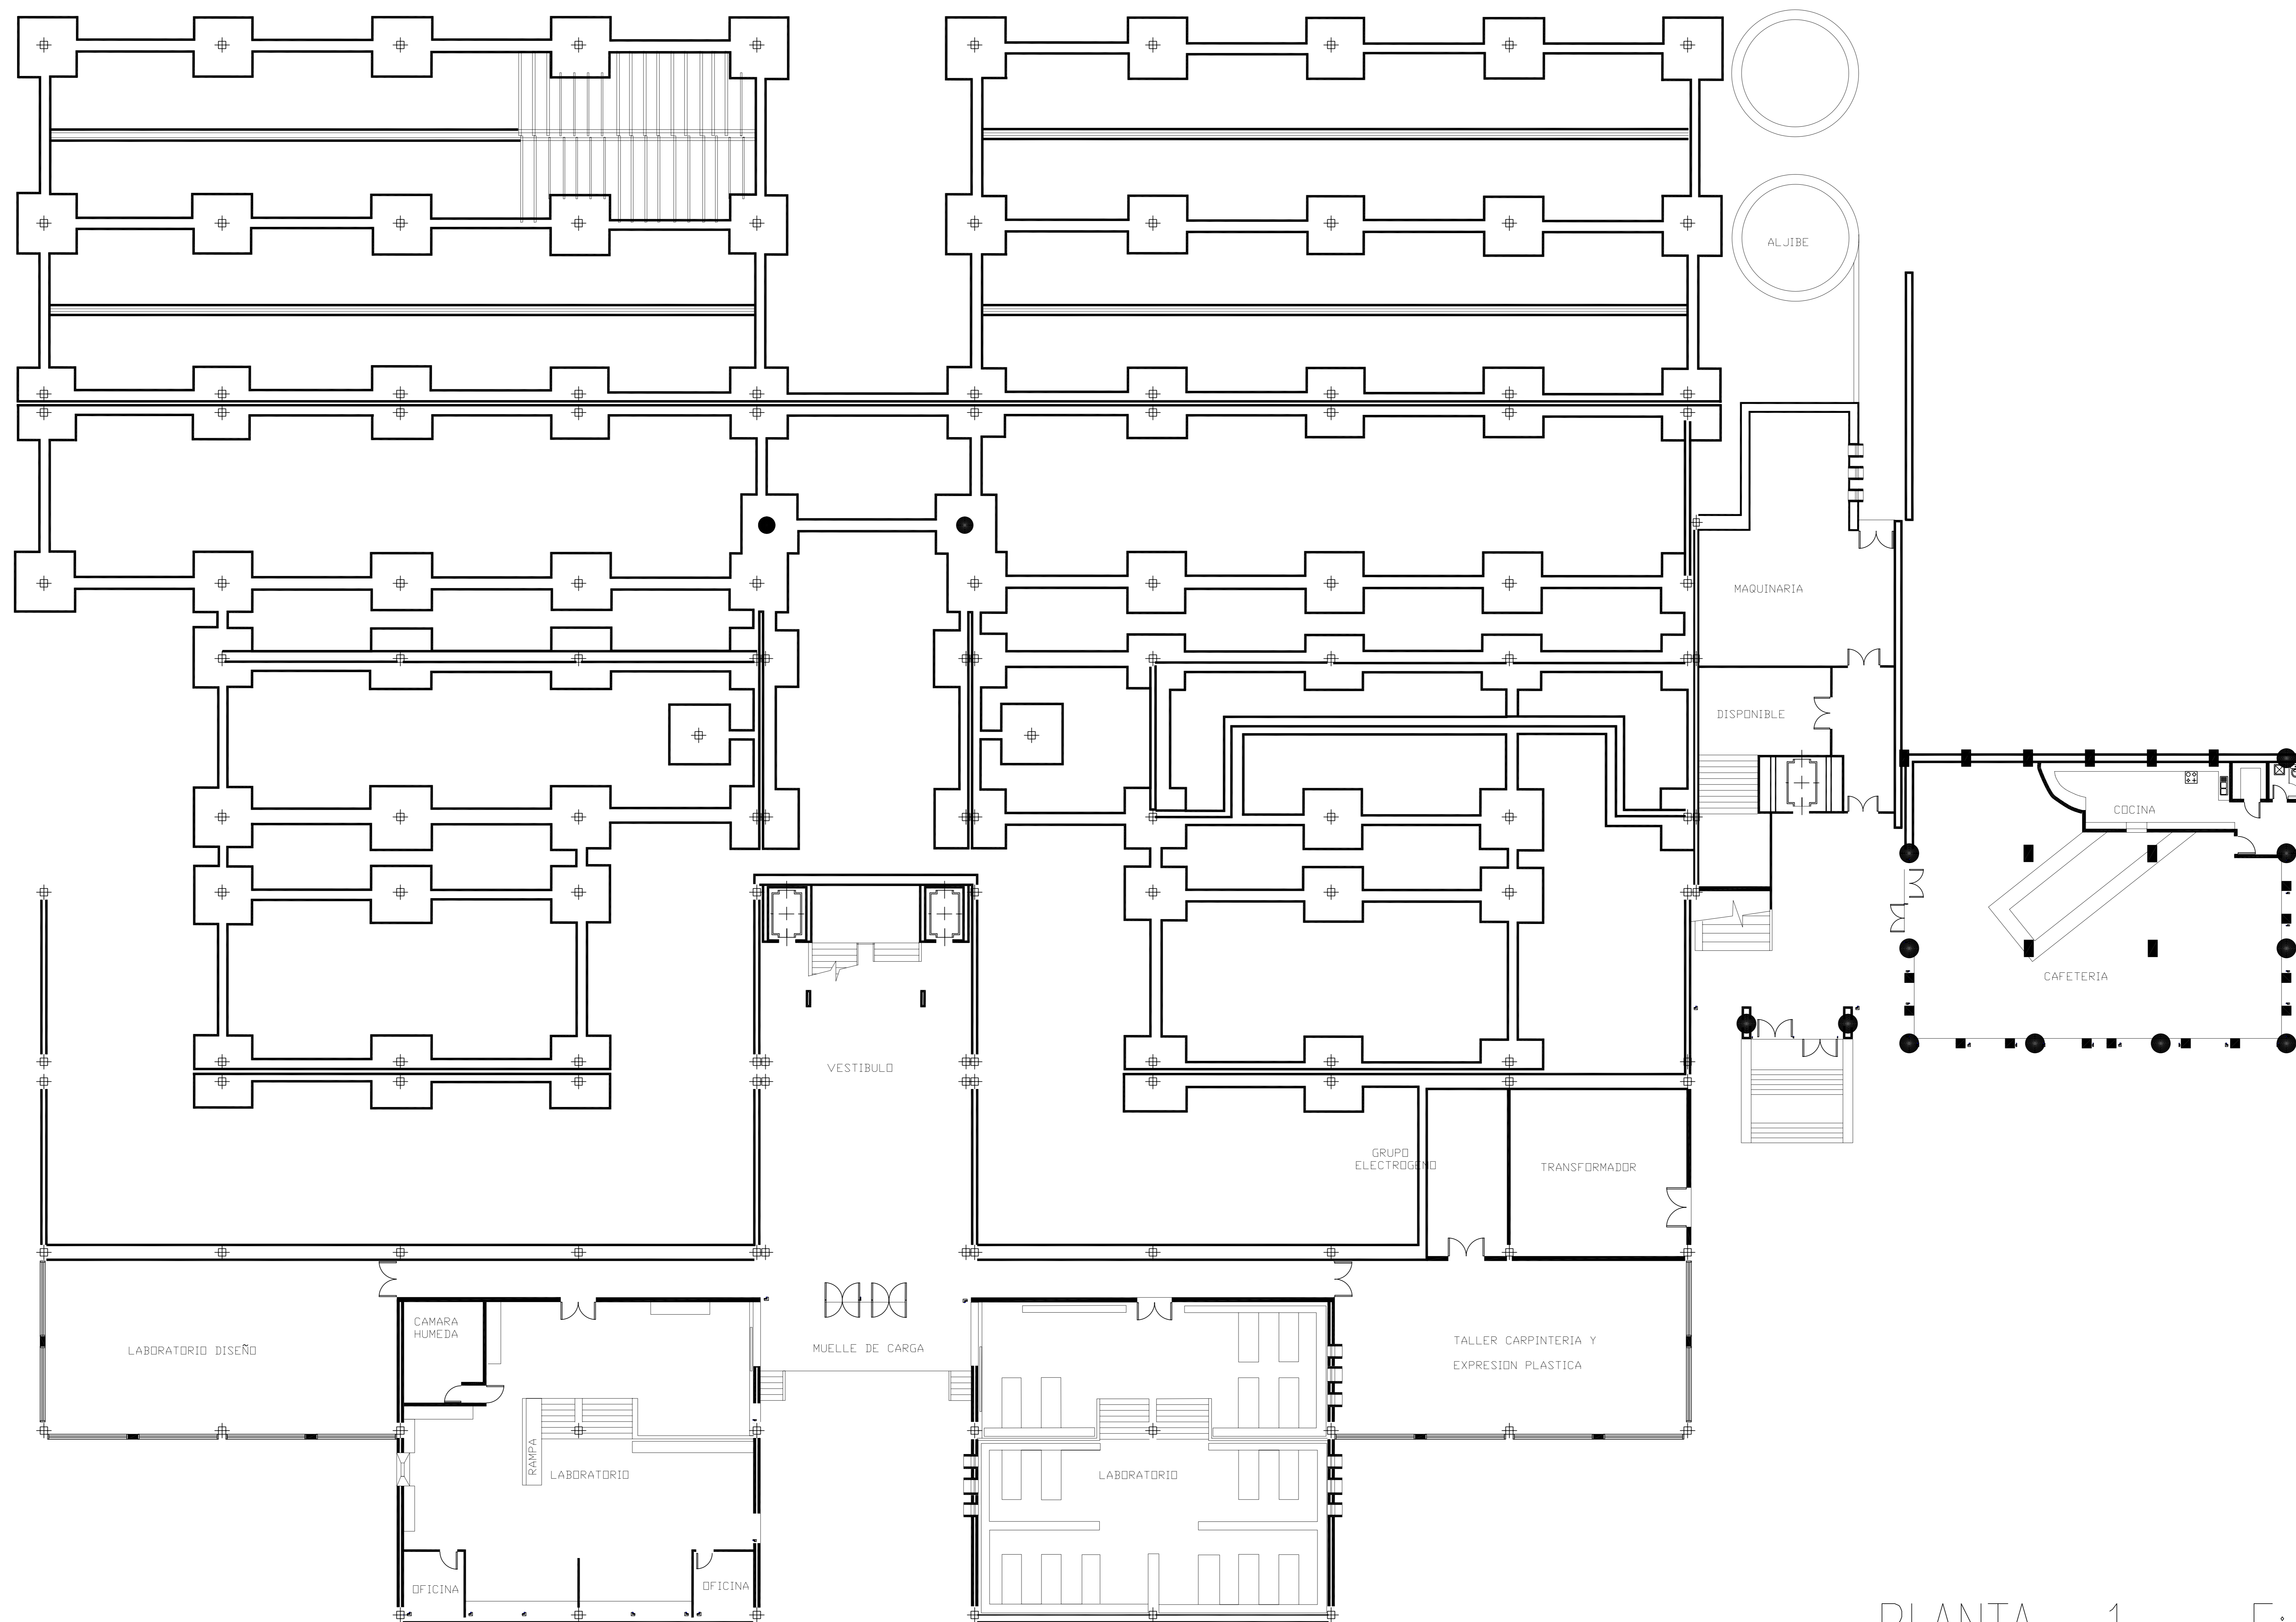 ALJIBE
MAQUINARIA
DISPONIBLE
COCINA
CAFETERIA
VESTIBULO
GRUPO
ELECTROGENO
TRANSFORMADOR
CAMARA
HUMEDA
LABORATORIO DISEÑO
MUELLE DE CARGA
TALLER CARPINTERIA Y
EXPRESION PLASTICA
RAMPA
LABORATORIO
LABORATORIO
OFICINA
OFICINA
PLANTA 1